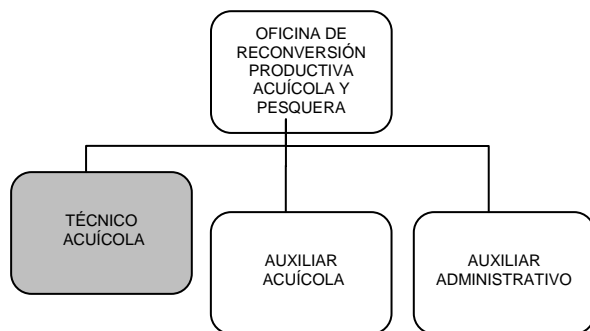 OFICINA DE
RECONVERSIÓN
PRODUCTIVA
ACUÍCOLA Y
PESQUERA
TÉCNICO
ACUÍCOLA
AUXILIAR
ACUÍCOLA
AUXILIAR
ADMINISTRATIVO